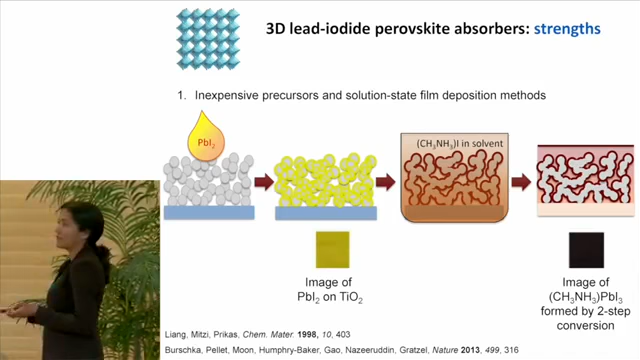 3D lead-iodide perovskite absorbers: strengths
1. Inexpensive precursors and solution-state film deposition methods
PbI₂
(CH₃NH₃)I in solvent
Image of
PbI₂ on TiO₂
Image of
(CH₃NH₃)PbI₃
formed by 2-step
conversion
Liang, Mitzi, Prikas, Chem. Mater. 1998, 10, 403
Burschka, Pellet, Moon, Humphry-Baker, Gao, Nazeeruddin, Gratzel, Nature 2013, 499, 316